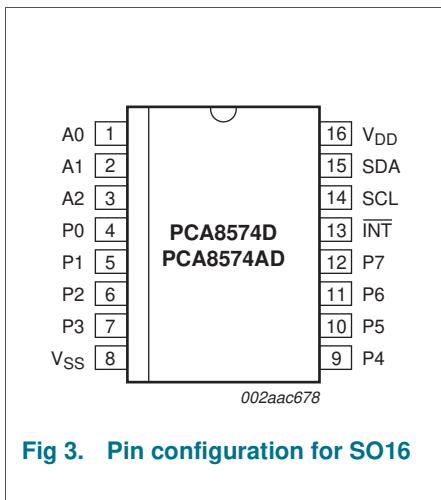 A0 1 16 VDD
A1 2 15 SDA
A2 3 14 SCL
P0 4 13 INT
PCA8574D
P1 5 12 P7
PCA8574AD
P2 6 11 P6
P3 7 10 P5
VSS 8 9 P4
002aac678
Fig 3. Pin configuration for SO16